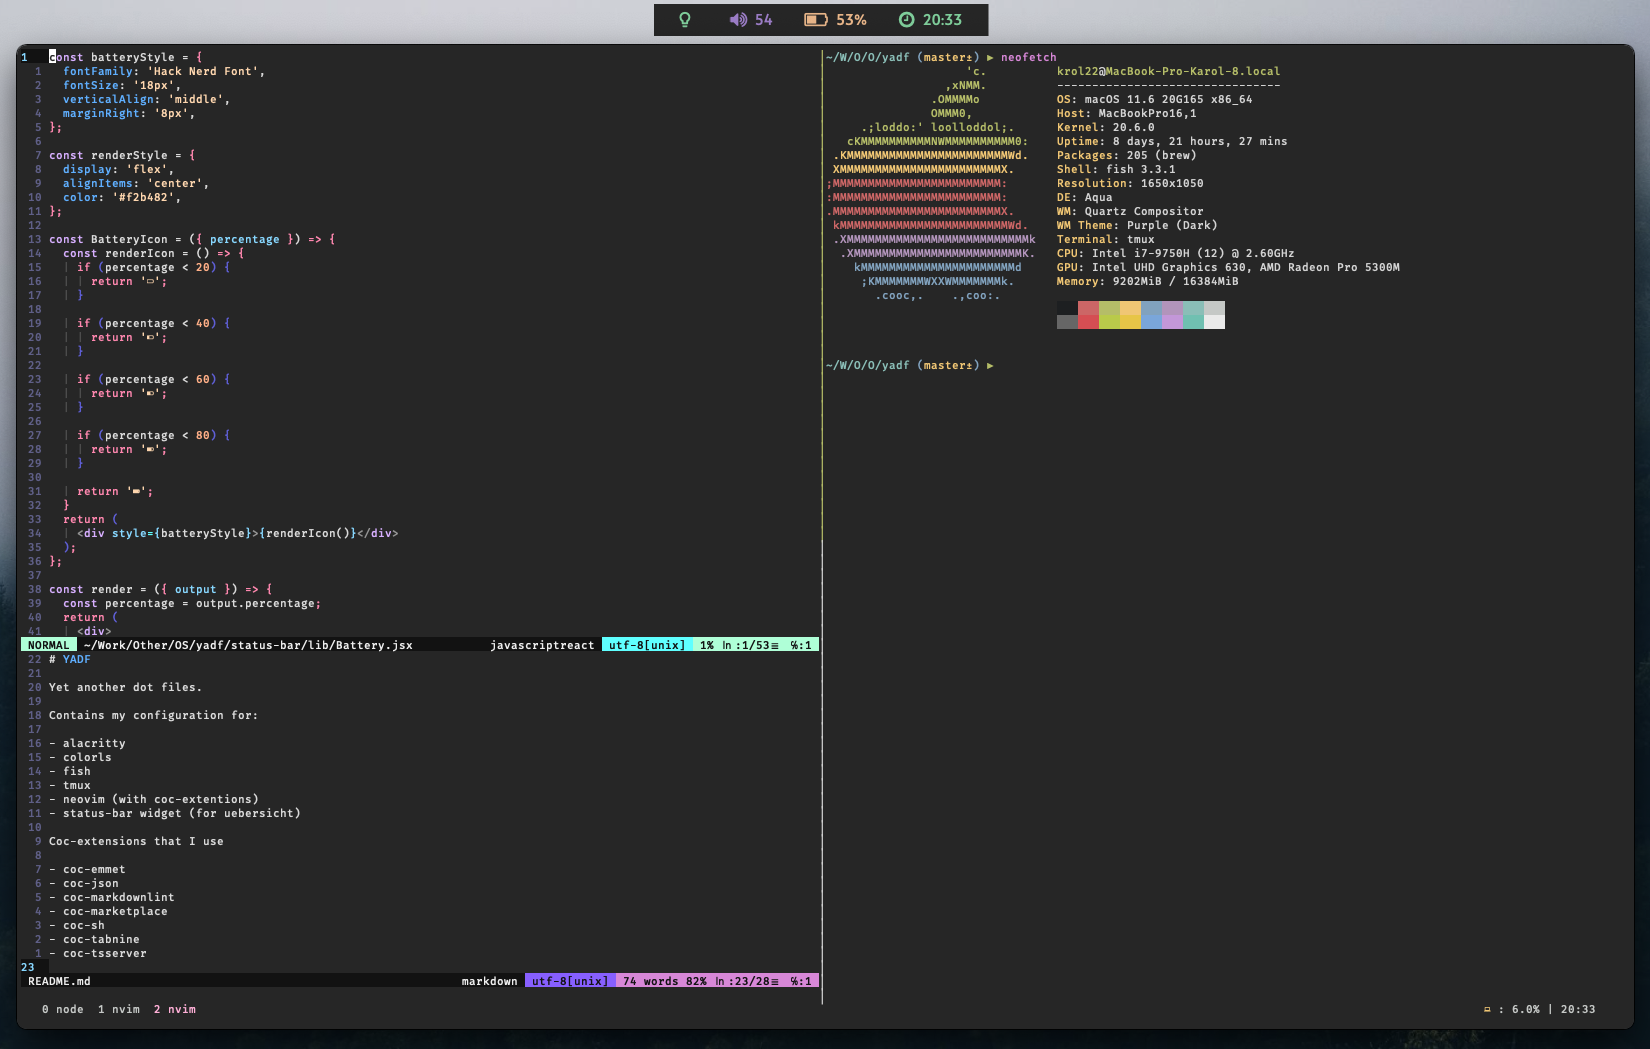 54 53% 20:33
1 const batteryStyle = {
1 fontFamily: 'Hack Nerd Font',
2 fontSize: '18px',
3 verticalAlign: 'middle',
4 marginRight: '8px',
5 };
6
7 const renderStyle = {
8 display: 'flex',
9 alignItems: 'center',
10 color: '#f2b482',
11 };
12
13 const BatteryIcon = ({ percentage }) => {
14 const renderIcon = () => {
15 if (percentage < 20) {
16 return '';
17 }
18
19 if (percentage < 40) {
20 return '';
21 }
22
23 if (percentage < 60) {
24 return '';
25 }
26
27 if (percentage < 80) {
28 return '';
29 }
30
31 return '';
32 }
33 return (
34 <div style={batteryStyle}>{renderIcon()}</div>
35 );
36 };
37
38 const render = ({ output }) => {
39 const percentage = output.percentage;
40 return (
41 <div>
NORMAL ~/Work/Other/OS/yadf/status-bar/lib/Battery.jsx javascriptreact utf-8[unix] 1% ln :1/53≡ ℅:1
22 # YADF
21
20 Yet another dot files.
19
18 Contains my configuration for:
17
16 - alacritty
15 - colorls
14 - fish
13 - tmux
12 - neovim (with coc-extentions)
11 - status-bar widget (for uebersicht)
10
9 Coc-extensions that I use
8
7 - coc-emmet
6 - coc-json
5 - coc-markdownlint
4 - coc-marketplace
3 - coc-sh
2 - coc-tabnine
1 - coc-tsserver
23
README.md markdown utf-8[unix] 74 words 82% ln :23/28≡ ℅:1
~/W/O/O/yadf (master±) ► neofetch
'c.
,xNMM.
.OMMMMo
OMMM0,
.;loddo:' loolloddol;.
cKMMMMMMMMMMNWMMMMMMMMMM0:
.KMMMMMMMMMMMMMMMMMMMMMMMWd.
XMMMMMMMMMMMMMMMMMMMMMMMX.
;MMMMMMMMMMMMMMMMMMMMMMMM:
:MMMMMMMMMMMMMMMMMMMMMMMM:
.MMMMMMMMMMMMMMMMMMMMMMMMX.
kMMMMMMMMMMMMMMMMMMMMMMMMWd.
.XMMMMMMMMMMMMMMMMMMMMMMMMMMk
.XMMMMMMMMMMMMMMMMMMMMMMMMK.
kMMMMMMMMMMMMMMMMMMMMMMd
;KMMMMMMMWXXWMMMMMMMk.
.cooc,. .,coo:.
krol22@MacBook-Pro-Karol-8.local
--------------------------------
OS: macOS 11.6 20G165 x86_64
Host: MacBookPro16,1
Kernel: 20.6.0
Uptime: 8 days, 21 hours, 27 mins
Packages: 205 (brew)
Shell: fish 3.3.1
Resolution: 1650x1050
DE: Aqua
WM: Quartz Compositor
WM Theme: Purple (Dark)
Terminal: tmux
CPU: Intel i7-9750H (12) @ 2.60GHz
GPU: Intel UHD Graphics 630, AMD Radeon Pro 5300M
Memory: 9202MiB / 16384MiB
~/W/O/O/yadf (master±) ►
0 node 1 nvim 2 nvim
: 6.0% | 20:33